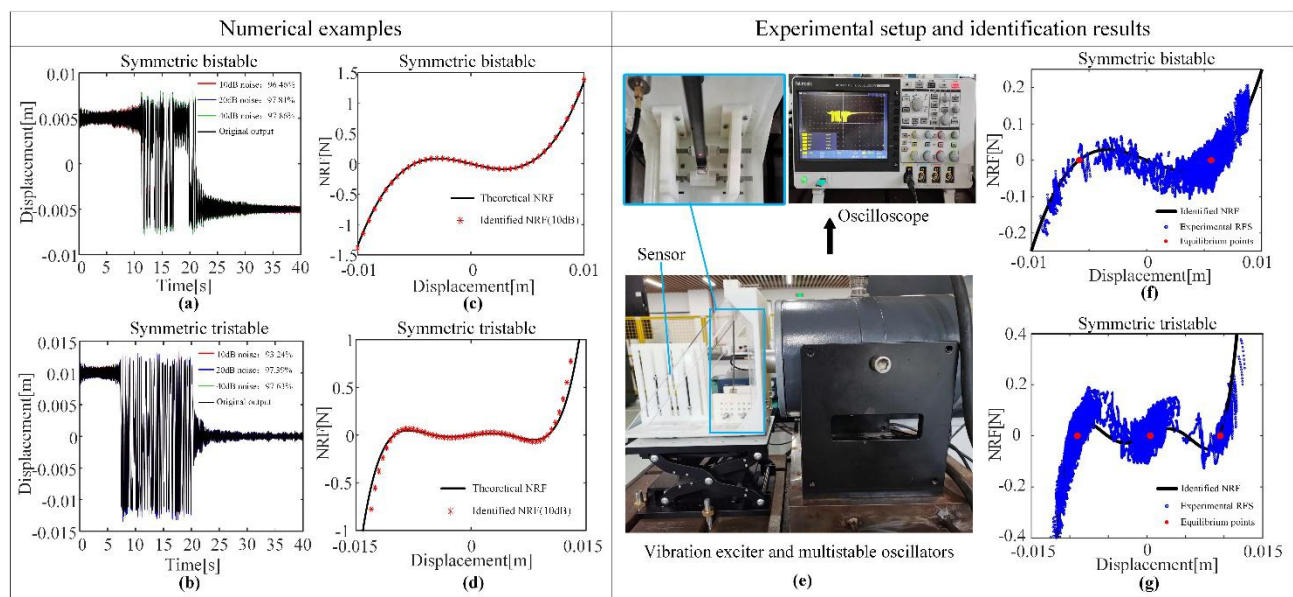 Numerical examples
Experimental setup and identification results
Symmetric bistable
0.01
0.005
0
-0.005
-0.01
Displacement[m]
10dB noise: 96.46%
20dB noise: 97.81%
40dB noise: 97.86%
Original output
0 5 10 15 20 25 30 35 40
Time[s]
(a)
Symmetric bistable
1.5
1
0.5
0
-0.5
-1
-1.5
NRF[N]
Theoretical NRF
Identified NRF(10dB)
-0.01 0 0.01
Displacement[m]
(c)
Symmetric tristable
0.015
0.01
0.005
0
-0.005
-0.01
-0.015
Displacement[m]
10dB noise: 93.24%
20dB noise: 97.39%
40dB noise: 97.63%
Original output
0 5 10 15 20 25 30 35 40
Time[s]
(b)
Symmetric tristable
1
0.5
0
-0.5
-1
NRF[N]
Theoretical NRF
Identified NRF(10dB)
-0.015 0 0.015
Displacement[m]
(d)
Oscilloscope
Sensor
Vibration exciter and multistable oscillators
(e)
Symmetric bistable
0.2
0.1
0
-0.1
-0.2
NRF[N]
Identified NRF
Experimental RFS
Equilibrium points
-0.01 0 0.01
Displacement[m]
(f)
Symmetric tristable
0.4
0.2
0
-0.2
-0.4
NRF[N]
Identified NRF
Experimental RFS
Equilibrium points
-0.015 0 0.015
Displacement[m]
(g)